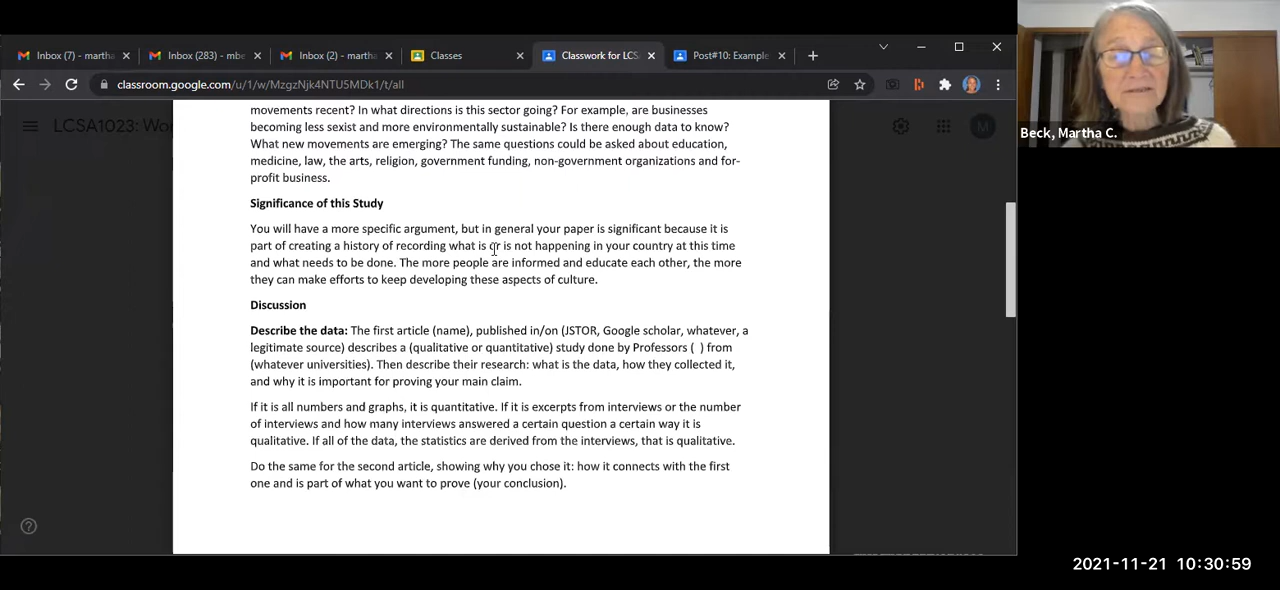 Inbox (7) - martha
Inbox (283) - mbe
Inbox (2) - martha
Classes
Classwork for LCS
Post#10: Example
classroom.google.com/u/1/w/MzgzNjk4NTU5MDk1/t/all
Beck, Martha C.
LCSA1023: Wor
M
movements recent? In what directions is this sector going? For example, are businesses
becoming less sexist and more environmentally sustainable? Is there enough data to know?
What new movements are emerging? The same questions could be asked about education,
medicine, law, the arts, religion, government funding, non-government organizations and for-
profit business.
Significance of this Study
You will have a more specific argument, but in general your paper is significant because it is
part of creating a history of recording what is or is not happening in your country at this time
and what needs to be done. The more people are informed and educate each other, the more
they can make efforts to keep developing these aspects of culture.
Discussion
Describe the data: The first article (name), published in/on (JSTOR, Google scholar, whatever, a
legitimate source) describes a (qualitative or quantitative) study done by Professors ( ) from
(whatever universities). Then describe their research: what is the data, how they collected it,
and why it is important for proving your main claim.
If it is all numbers and graphs, it is quantitative. If it is excerpts from interviews or the number
of interviews and how many interviews answered a certain question a certain way it is
qualitative. If all of the data, the statistics are derived from the interviews, that is qualitative.
Do the same for the second article, showing why you chose it: how it connects with the first
one and is part of what you want to prove (your conclusion).
2021-11-21 10:30:59